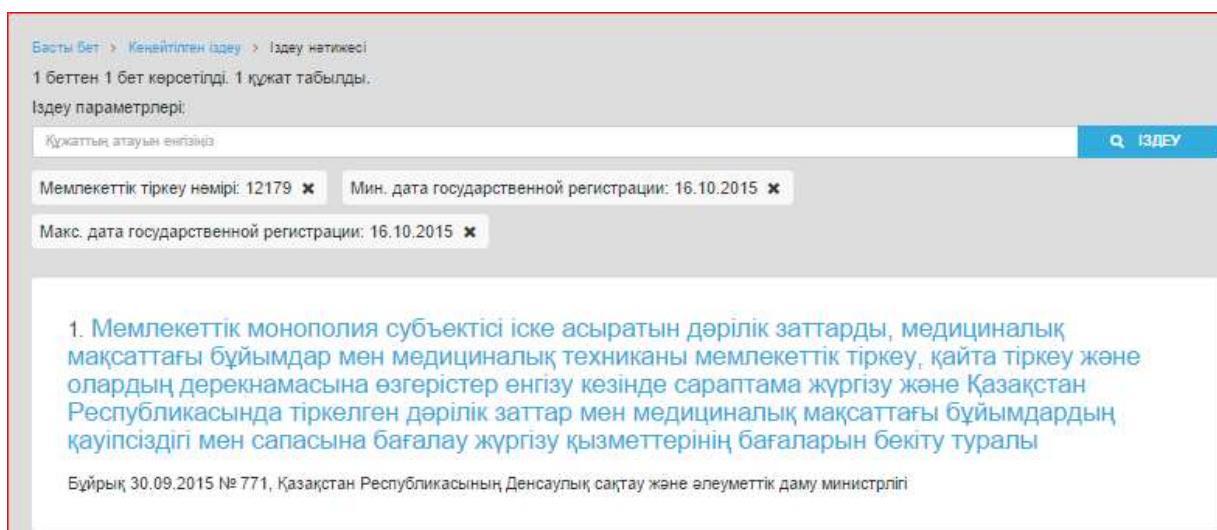 Басты бет > Кеңейтілген іздеу > Іздеу нәтижесі
1 беттен 1 бет көрсетілді. 1 құжат табылды.
Іздеу параметрлері:
Құжаттың атауын енгізіңіз
ІЗДЕУ
Мемлекеттік тіркеу нөмірі: 12179 ✖ Мин. дата государственной регистрации: 16.10.2015 ✖
Макс. дата государственной регистрации: 16.10.2015 ✖
1. Мемлекеттік монополия субъектісі іске асыратын дәрілік заттарды, медициналық
мақсаттағы бұйымдар мен медициналық техниканы мемлекеттік тіркеу, қайта тіркеу және
олардың дерекнамасына өзгерістер енгізу кезінде сараптама жүргізу және Қазақстан
Республикасында тіркелген дәрілік заттар мен медициналық мақсаттағы бұйымдардың
қауіпсіздігі мен сапасына бағалау жүргізу қызметтерінің бағаларын бекіту туралы
Бұйрық 30.09.2015 № 771, Қазақстан Республикасының Денсаулық сақтау және әлеуметтік даму министрлігі